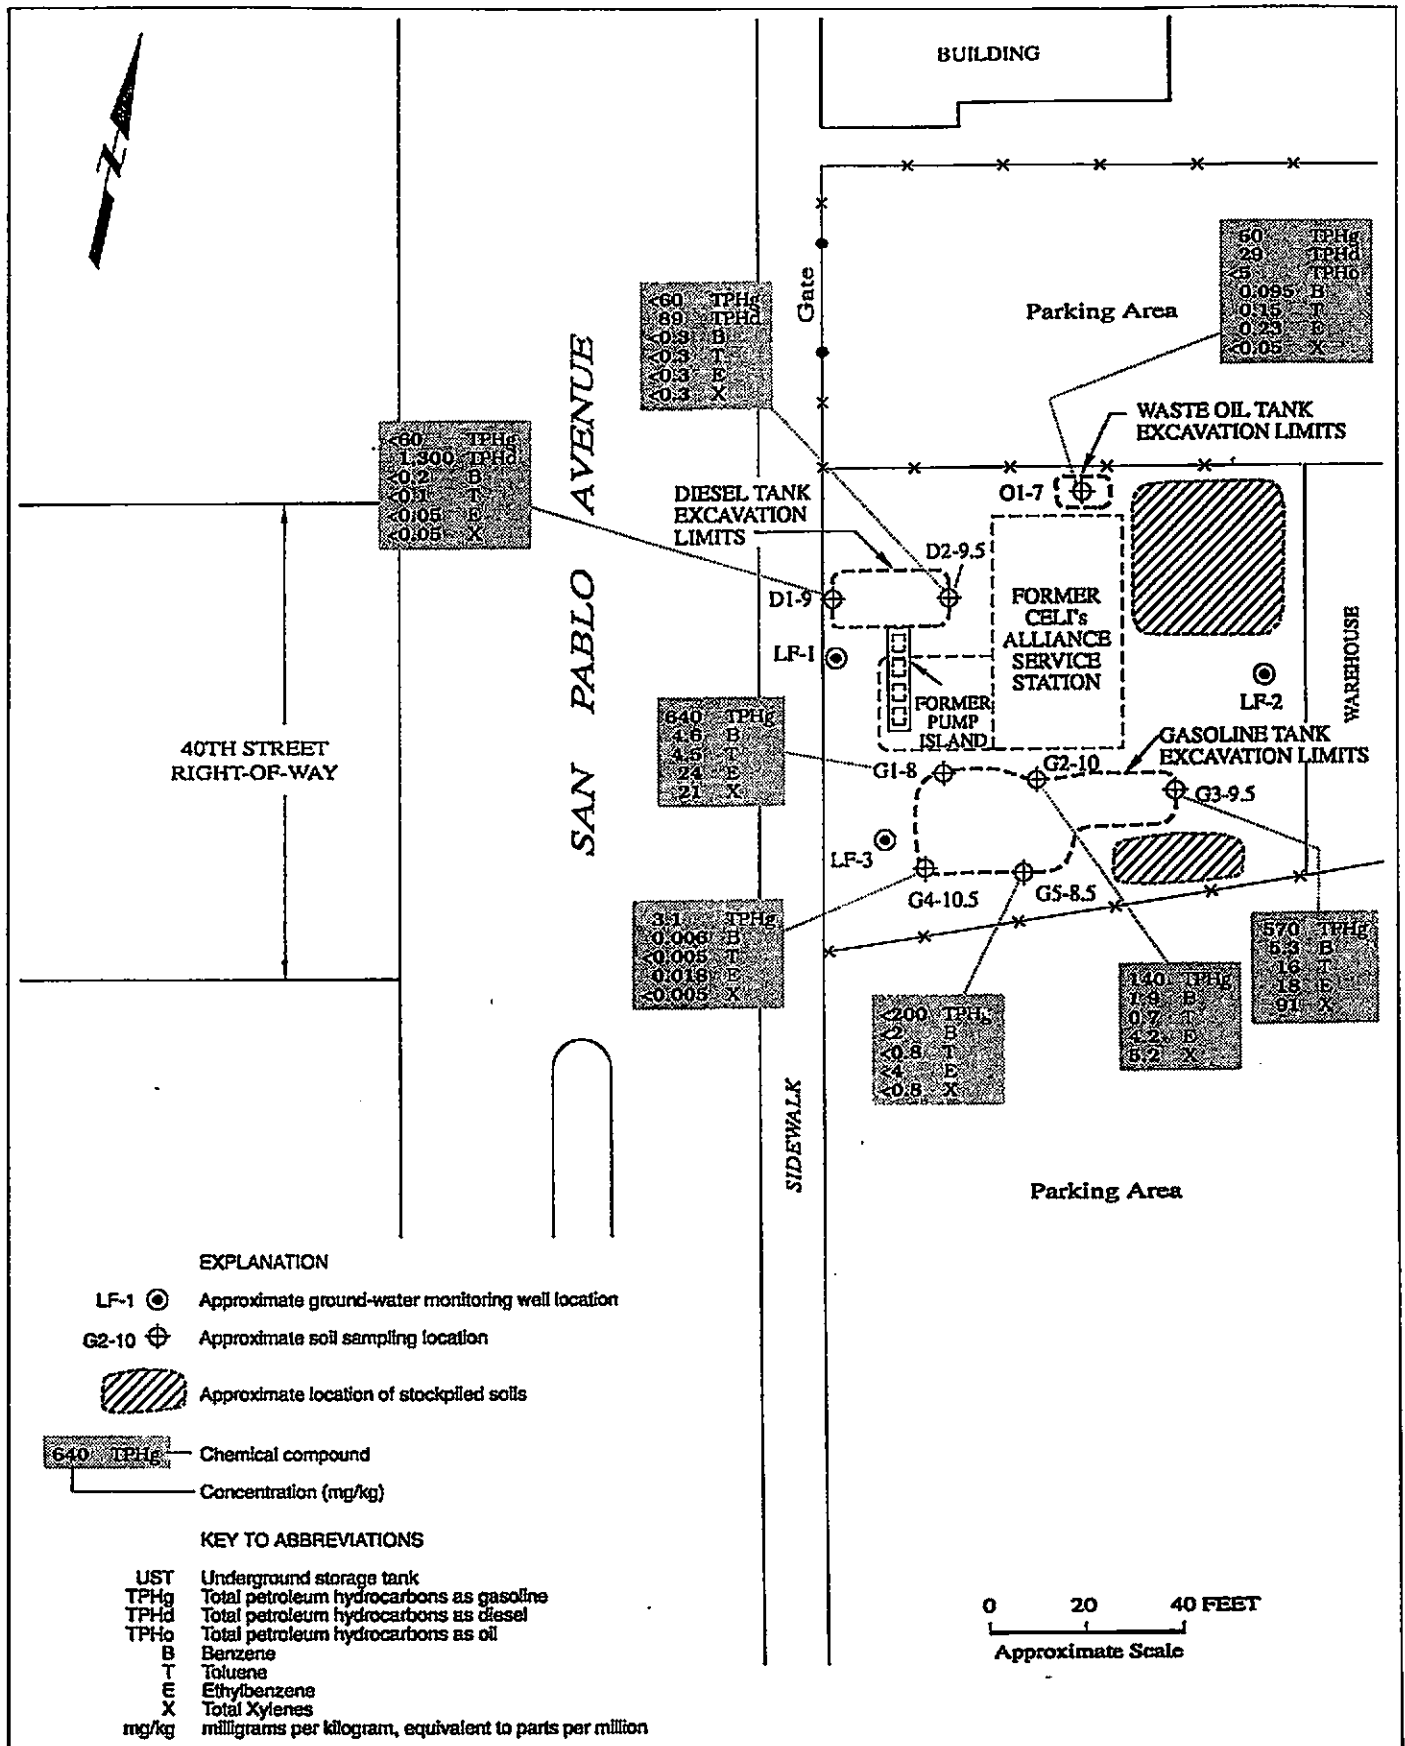 BUILDING
N
Gate
Parking Area
60 TPHg
29 TPHd
<5 TPHo
0.095 B
0.15 T
0.23 E
<0.05 X
<60 TPHg
89 TPHd
<0.3 B
<0.3 T
<0.3 E
<0.3 X
<60 TPHg
1,300 TPHd
<0.2 B
<0.1 T
<0.05 E
<0.05 X
SAN PABLO AVENUE
WASTE OIL TANK
EXCAVATION LIMITS
O1-7
DIESEL TANK
EXCAVATION
LIMITS
D2-9.5
D1-9
FORMER
CELI's
ALLIANCE
SERVICE
STATION
WAREHOUSE
LF-1
LF-2
FORMER
PUMP
ISLAND
640 TPHg
4.6 B
4.5 T
24 E
21 X
40TH STREET
RIGHT-OF-WAY
GASOLINE TANK
EXCAVATION LIMITS
G1-8
G2-10
G3-9.5
LF-3
G4-10.5
G5-8.5
3.1 TPHg
0.006 B
<0.005 T
0.018 E
<0.005 X
570 TPHg
5.3 B
16 T
18 E
91 X
140 TPHg
1.9 B
0.7 T
4.2 E
5.2 X
<200 TPHg
<2 B
<0.8 T
<4 E
<0.8 X
SIDEWALK
Parking Area
EXPLANATION
LF-1 Approximate ground-water monitoring well location
G2-10 Approximate soil sampling location
Approximate location of stockpiled soils
640 TPHg Chemical compound
Concentration (mg/kg)
KEY TO ABBREVIATIONS
UST Underground storage tank
TPHg Total petroleum hydrocarbons as gasoline
TPHd Total petroleum hydrocarbons as diesel
TPHo Total petroleum hydrocarbons as oil
B Benzene
T Toluene
E Ethylbenzene
X Total Xylenes
mg/kg milligrams per kilogram, equivalent to parts per million
0 20 40 FEET
Approximate Scale